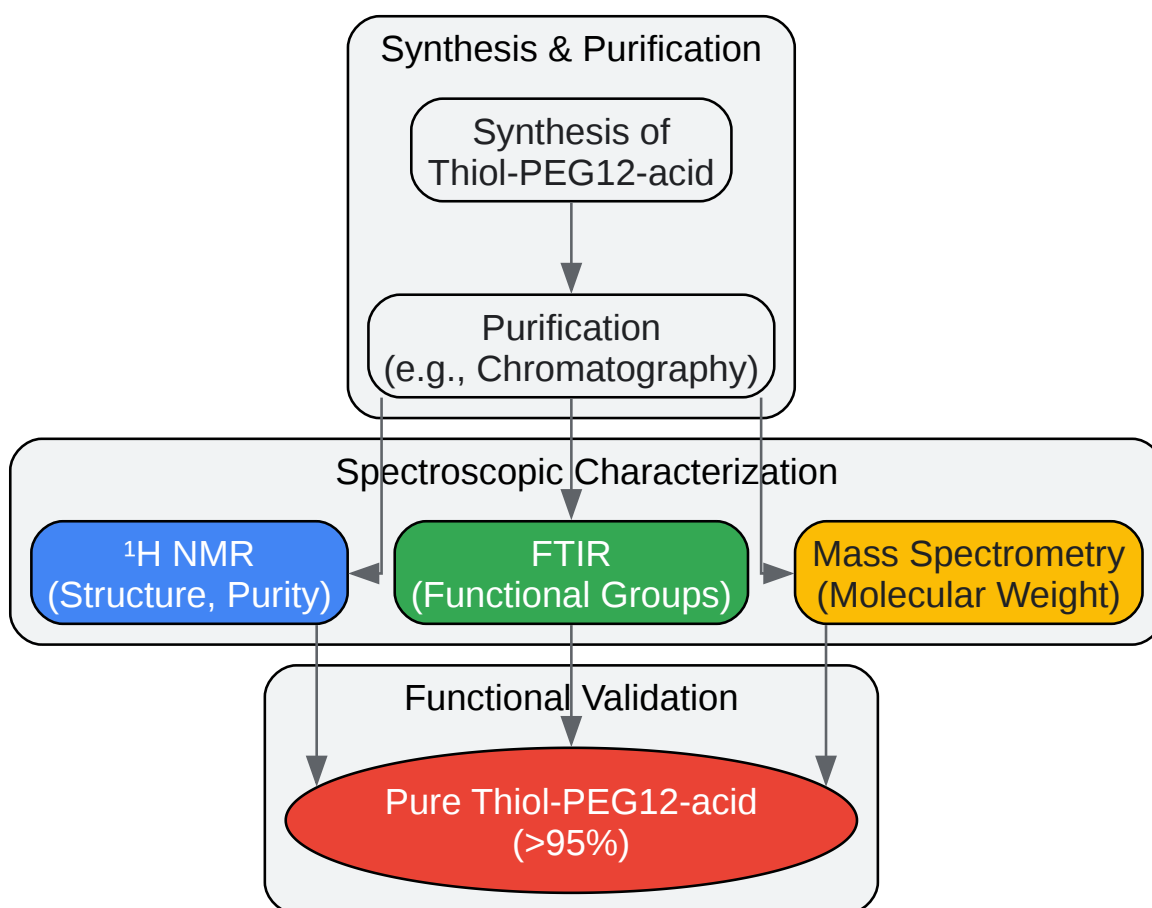 Synthesis & Purification
Synthesis of
Thiol-PEG12-acid
Purification
(e.g., Chromatography)
Spectroscopic Characterization
¹H NMR
(Structure, Purity)
FTIR
(Functional Groups)
Mass Spectrometry
(Molecular Weight)
Functional Validation
Pure Thiol-PEG12-acid
(>95%)